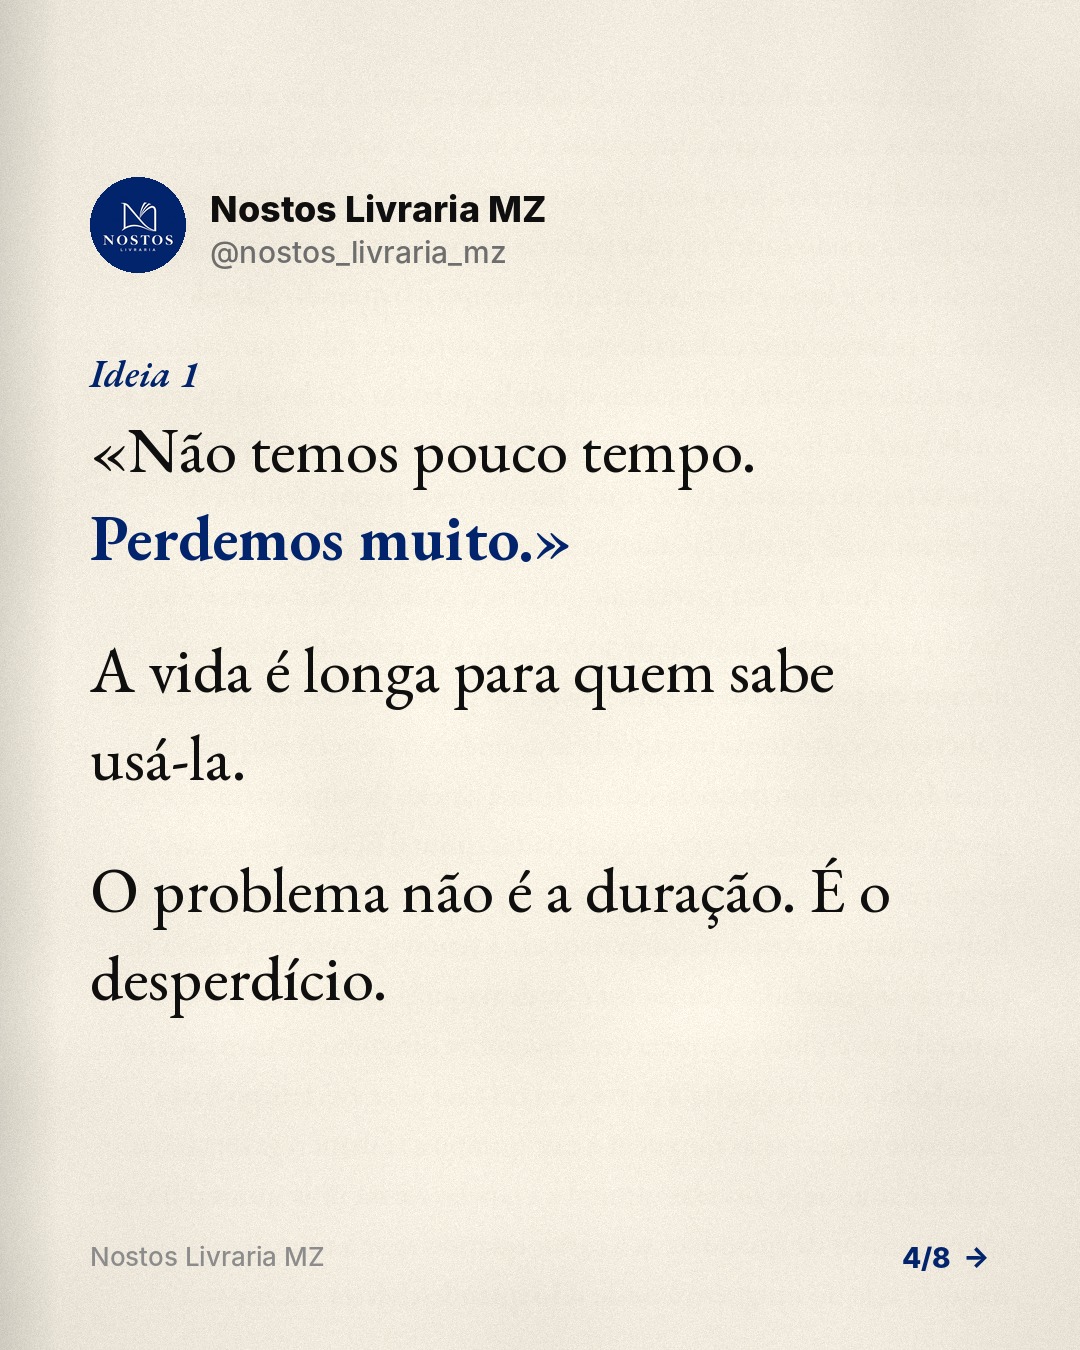 NOSTOS
LIVRARIA
Nostos Livraria MZ
@nostos_livraria_mz
Ideia 1
«Não temos pouco tempo.
Perdemos muito.»
A vida é longa para quem sabe
usá-la.
O problema não é a duração. É o
desperdício.
Nostos Livraria MZ
4/8 →